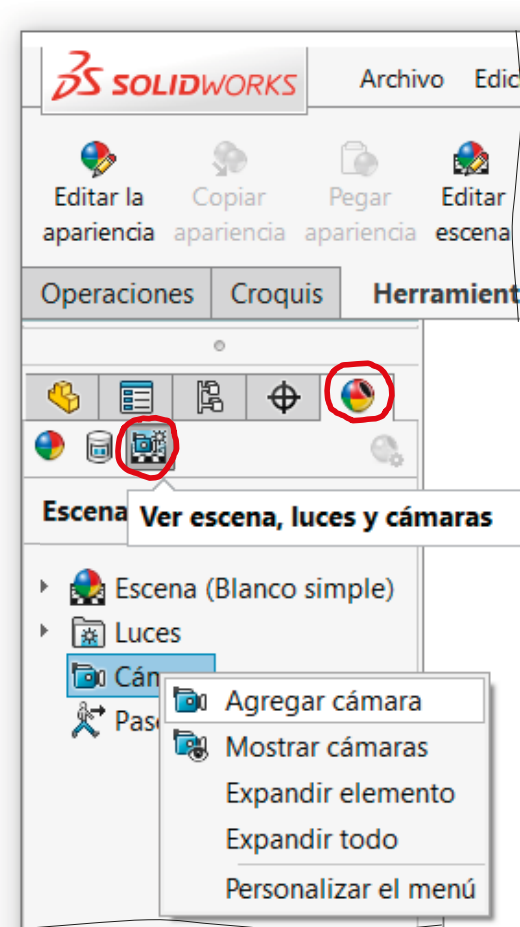 SOLIDWORKS
Archivo Edic
Editar la apariencia
Copiar apariencia
Pegar apariencia
Editar escena
Operaciones Croquis Herramient
Escena
Ver escena, luces y cámaras
Escena (Blanco simple)
Luces
Cám
Pase
Agregar cámara
Mostrar cámaras
Expandir elemento
Expandir todo
Personalizar el menú